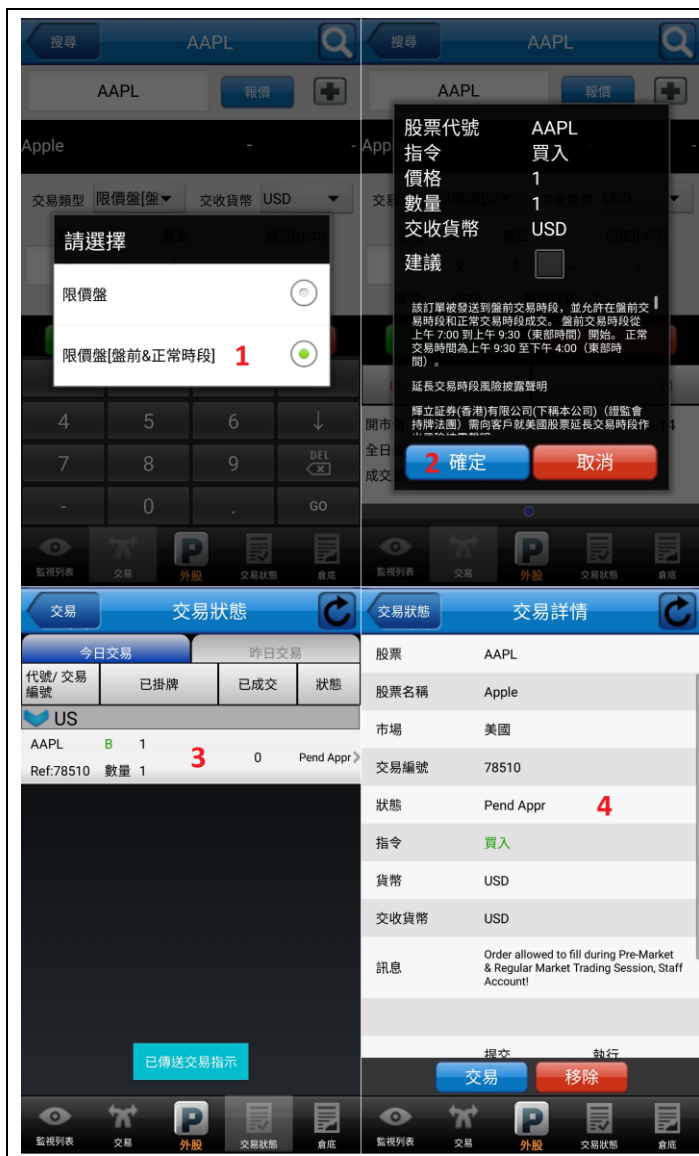 搜尋
AAPL
AAPL
報價
Apple
-
-
交易類型
限價盤[盤
交收貨幣
USD
請選擇
限價盤
限價盤[盤前&正常時段]
1
4
5
6
7
8
9
DEL
-
0
.
GO
監視列表
交易
外股
交易狀態
倉底
搜尋
AAPL
AAPL
報價
股票代號 AAPL
指令 買入
價格 1
數量 1
交收貨幣 USD
建議
該訂單被發送到盤前交易時段，並允許在盤前交
易時段和正常交易時段成交。 盤前交易時段從
上午 7:00 到上午 9:30（東部時間）開始。 正常
交易時間為上午 9:30 至下午 4:00（東部時
間）。
延長交易時段風險披露聲明
輝立証券(香港)有限公司(下稱本公司)（證監會
持牌法團）需向客戶就美國股票延長交易時段作
2
確定
取消
監視列表
交易
外股
交易狀態
倉底
交易
交易狀態
今日交易
昨日交易
代號/ 交易
編號
已掛牌
已成交
狀態
US
AAPL B 1
3
0
Pend Appr
Ref:78510 數量 1
已傳送交易指示
監視列表
交易
外股
交易狀態
倉底
交易狀態
交易詳情
股票 AAPL
股票名稱 Apple
市場 美國
交易編號 78510
狀態 Pend Appr
4
指令 買入
貨幣 USD
交收貨幣 USD
訊息
Order allowed to fill during Pre-Market
& Regular Market Trading Session, Staff
Account!
提交 執行
交易
移除
監視列表
交易
外股
交易狀態
倉底